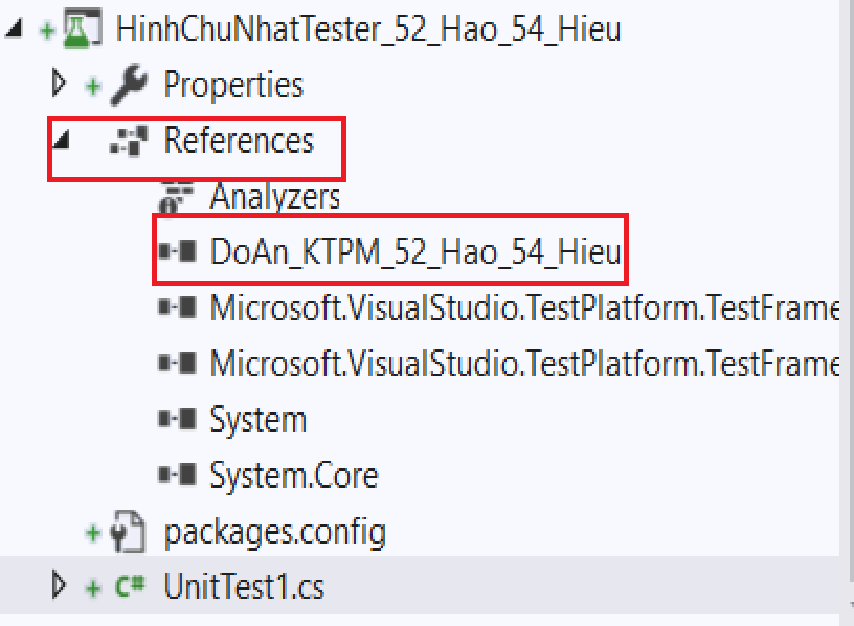 HinhChuNhatTester_52_Hao_54_Hieu
Properties
References
Analyzers
DoAn_KTPM_52_Hao_54_Hieu
Microsoft.VisualStudio.TestPlatform.TestFrame
Microsoft.VisualStudio.TestPlatform.TestFrame
System
System.Core
packages.config
C# UnitTest1.cs